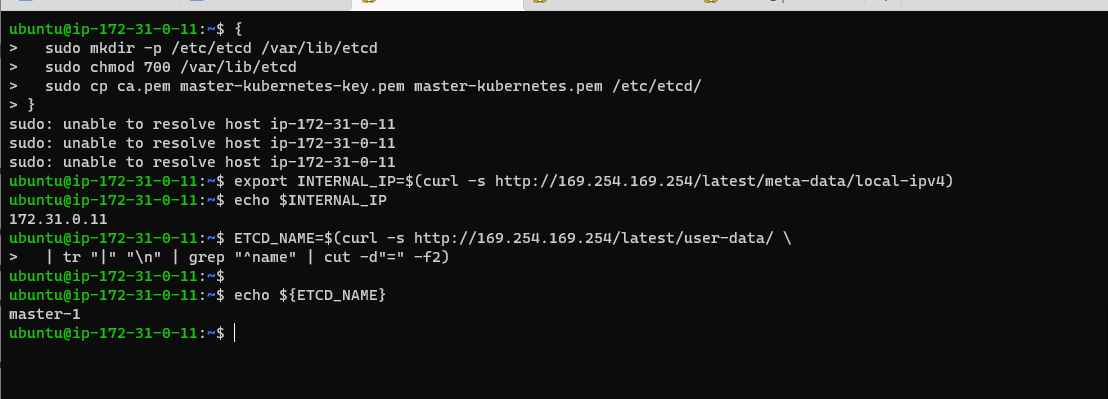 ubuntu@ip-172-31-0-11:~$ {
>   sudo mkdir -p /etc/etcd /var/lib/etcd
>   sudo chmod 700 /var/lib/etcd
>   sudo cp ca.pem master-kubernetes-key.pem master-kubernetes.pem /etc/etcd/
> }
sudo: unable to resolve host ip-172-31-0-11
sudo: unable to resolve host ip-172-31-0-11
sudo: unable to resolve host ip-172-31-0-11
ubuntu@ip-172-31-0-11:~$ export INTERNAL_IP=$(curl -s http://169.254.169.254/latest/meta-data/local-ipv4)
ubuntu@ip-172-31-0-11:~$ echo $INTERNAL_IP
172.31.0.11
ubuntu@ip-172-31-0-11:~$ ETCD_NAME=$(curl -s http://169.254.169.254/latest/user-data/ \
>   | tr "|" "\n" | grep "^name" | cut -d"=" -f2)
ubuntu@ip-172-31-0-11:~$
ubuntu@ip-172-31-0-11:~$ echo ${ETCD_NAME}
master-1
ubuntu@ip-172-31-0-11:~$